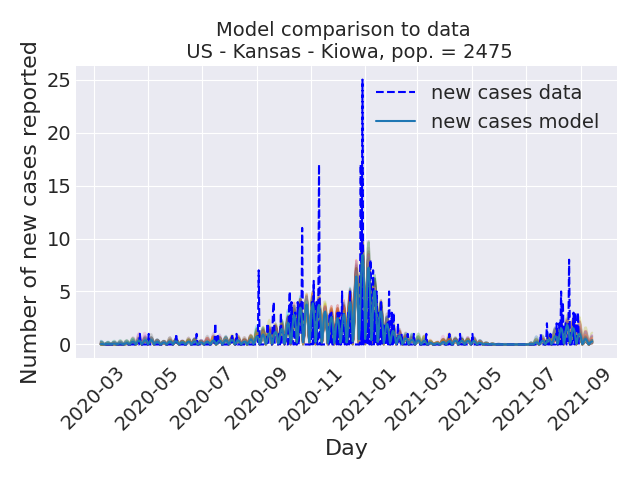 Model comparison to data
US - Kansas - Kiowa, pop. = 2475
Number of new cases reported
25
20
15
10
5
0
new cases data
new cases model
2020-03
2020-05
2020-07
2020-09
2020-11
2021-01
2021-03
2021-05
2021-07
2021-09
Day